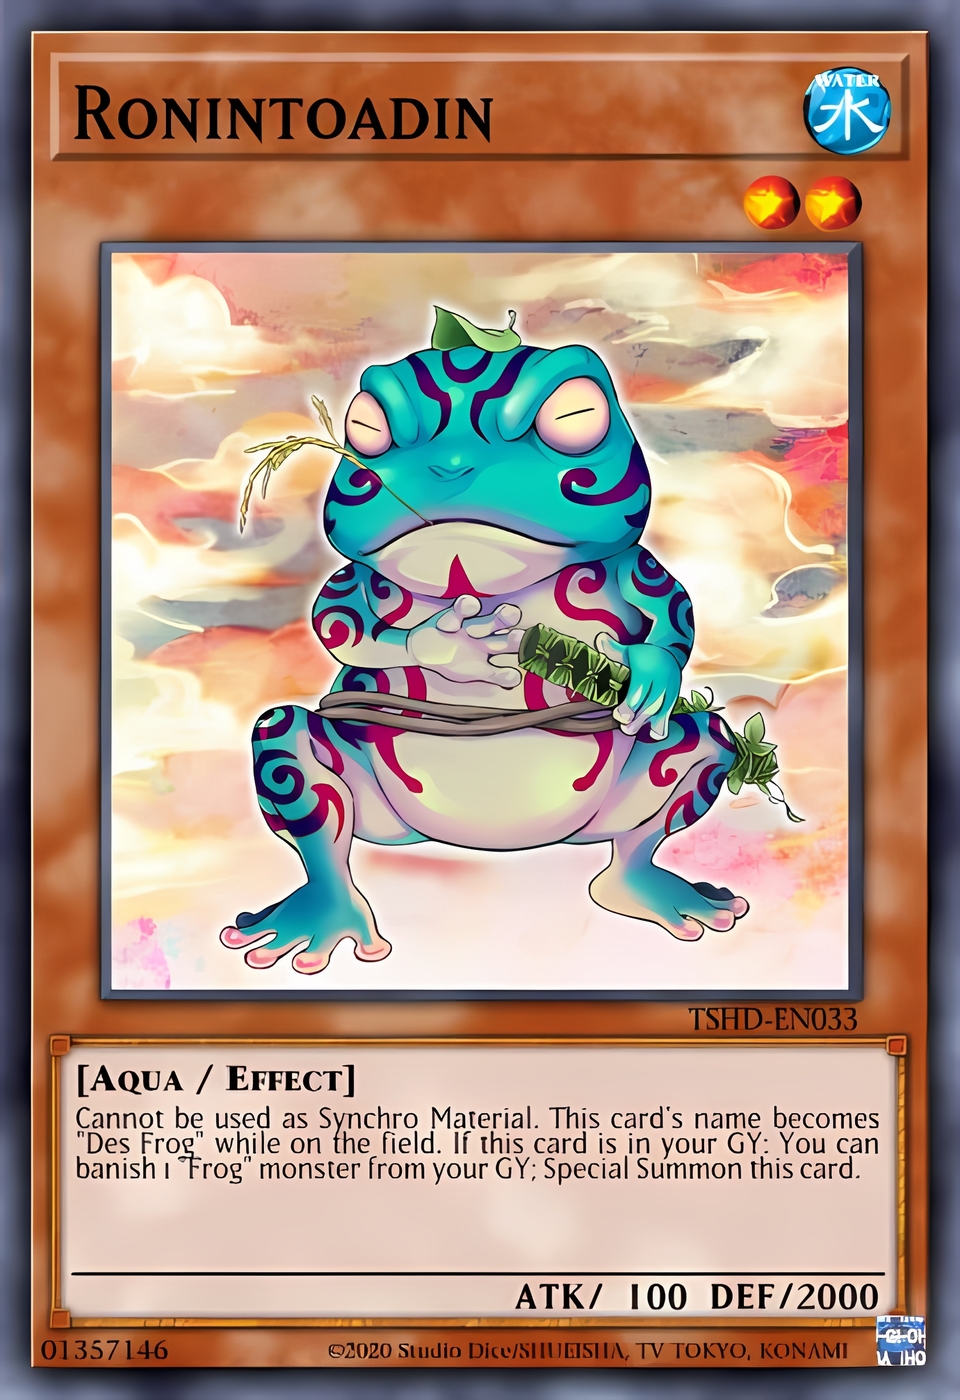 Ronintoadin
WATER
水
TSHD-EN033
[Aqua / Effect]
Cannot be used as Synchro Material. This card's name becomes
"Des Frog" while on the field. If this card is in your GY: You can
banish 1 "Frog" monster from your GY; Special Summon this card.
ATK/ 100 DEF/2000
01357146
©2020 Studio Dice/SHUEISHA, TV TOKYO, KONAMI